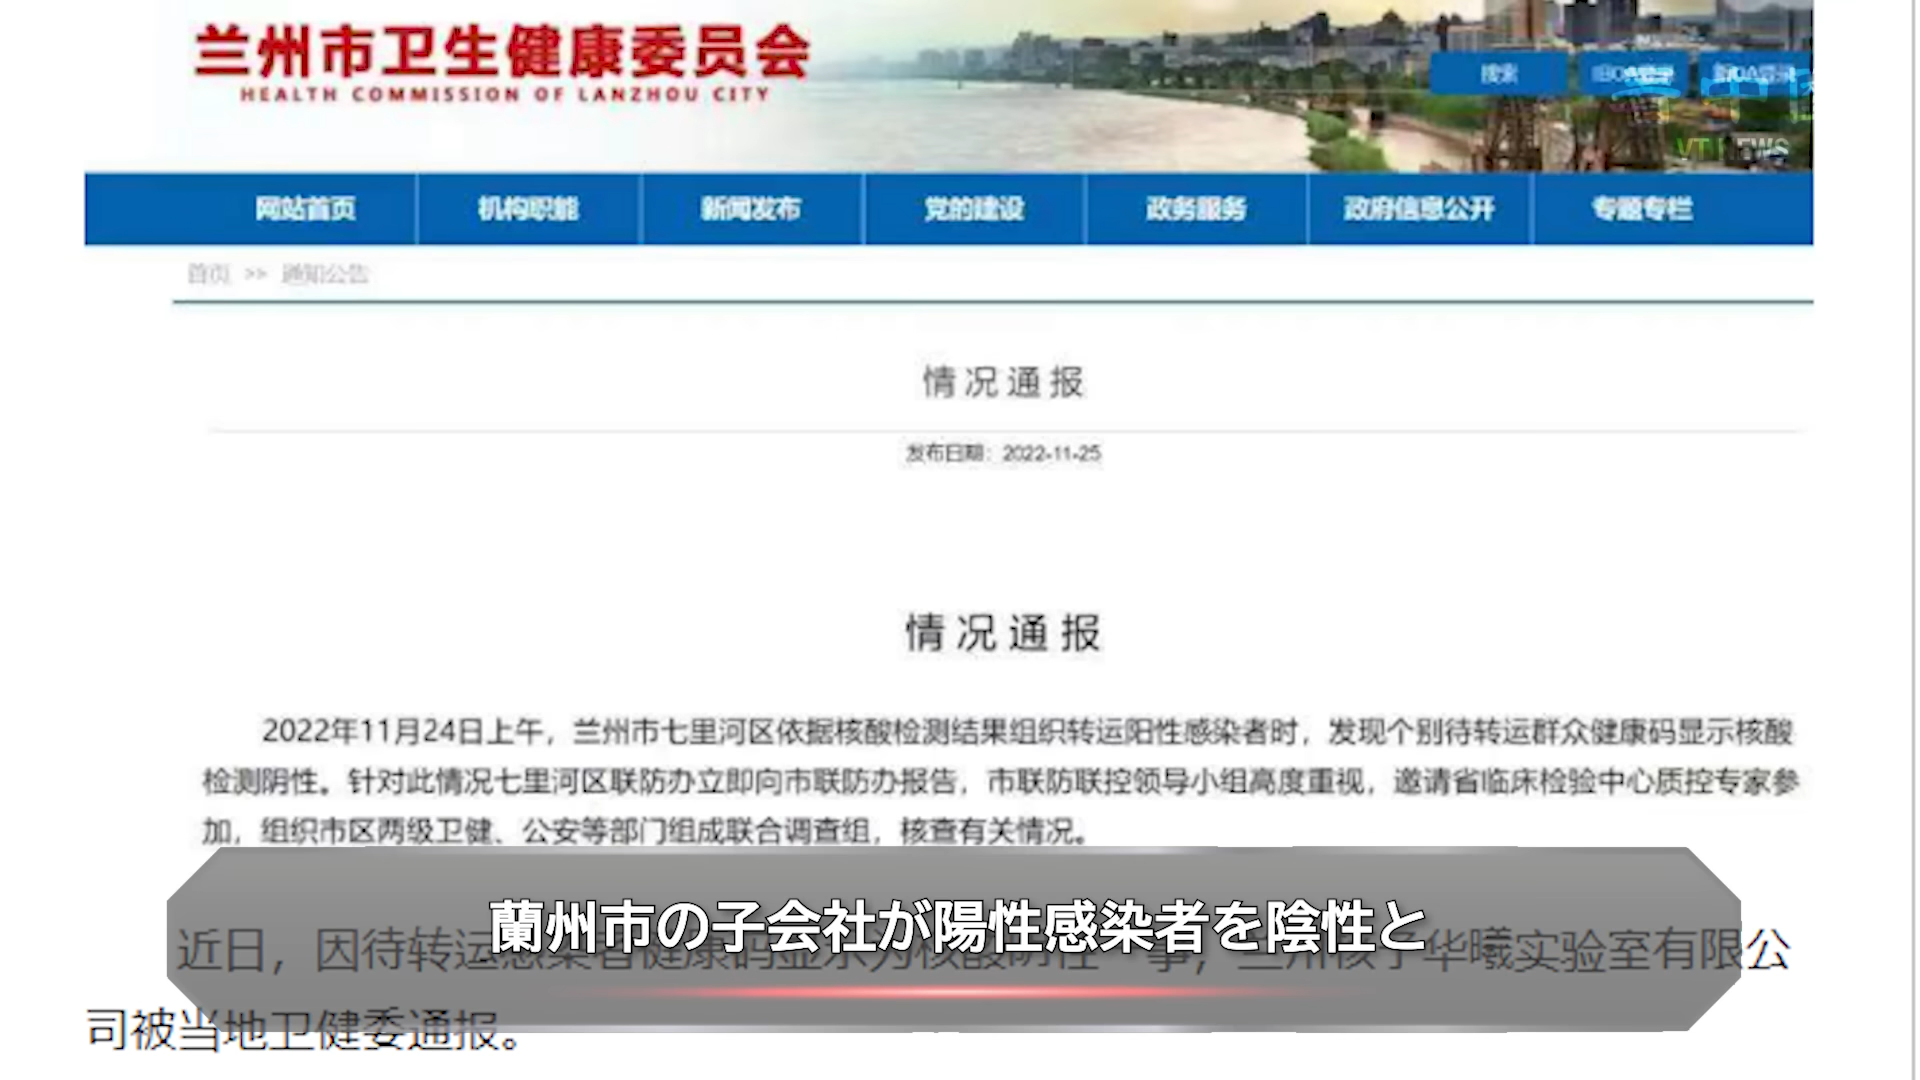 兰州市卫生健康委员会
HEALTH COMMISSION OF LANZHOU CITY
搜索
网站首页 机构职能 新闻发布 党的建设 政务服务 政府信息公开 专题专栏
首页 >> 通知公告
情况通报
发布日期：2022-11-25
情况通报
2022年11月24日上午，兰州市七里河区依据核酸检测结果组织转运阳性感染者时，发现个别待转运群众健康码显示核酸
检测阴性。针对此情况七里河区联防办立即向市联防办报告，市联防联控领导小组高度重视，邀请省临床检验中心质控专家参
加，组织市区两级卫健、公安等部门组成联合调查组，核查有关情况。
蘭州市の子会社が陽性感染者を陰性と
近日，因待转运感染者健康码显示为核酸阴性一事，兰州核子华曦实验室有限公
司被当地卫健委通报。